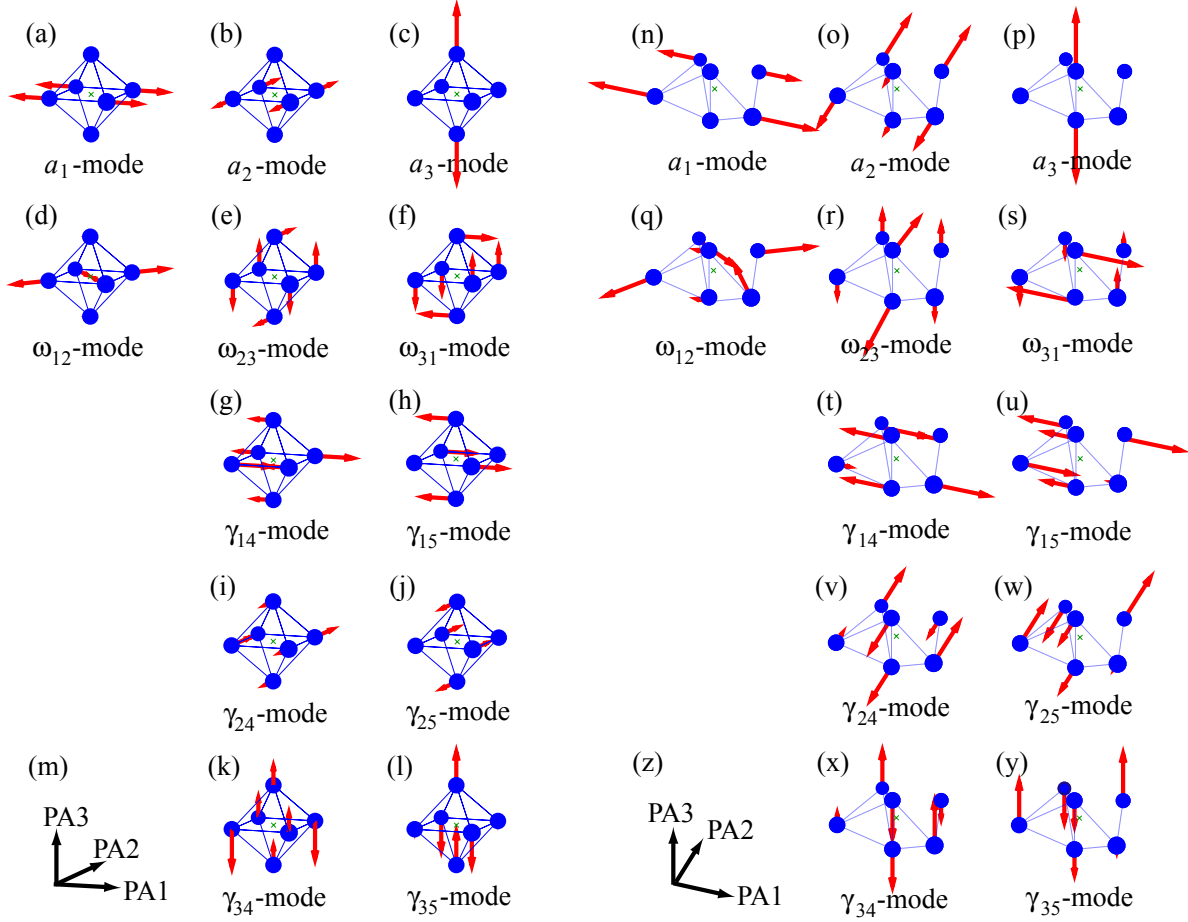 (a) (b) (c) (n) (o) (p)
a₁-mode a₂-mode a₃-mode a₁-mode a₂-mode a₃-mode
(d) (e) (f) (q) (r) (s)
ω₁₂-mode ω₂₃-mode ω₃₁-mode ω₁₂-mode ω₂₃-mode ω₃₁-mode
(g) (h) (t) (u)
γ₁₄-mode γ₁₅-mode γ₁₄-mode γ₁₅-mode
(i) (j) (v) (w)
γ₂₄-mode γ₂₅-mode γ₂₄-mode γ₂₅-mode
(m) (k) (l) (z) (x) (y)
PA3 PA3
PA2 PA2
PA1 PA1
γ₃₄-mode γ₃₅-mode γ₃₄-mode γ₃₅-mode